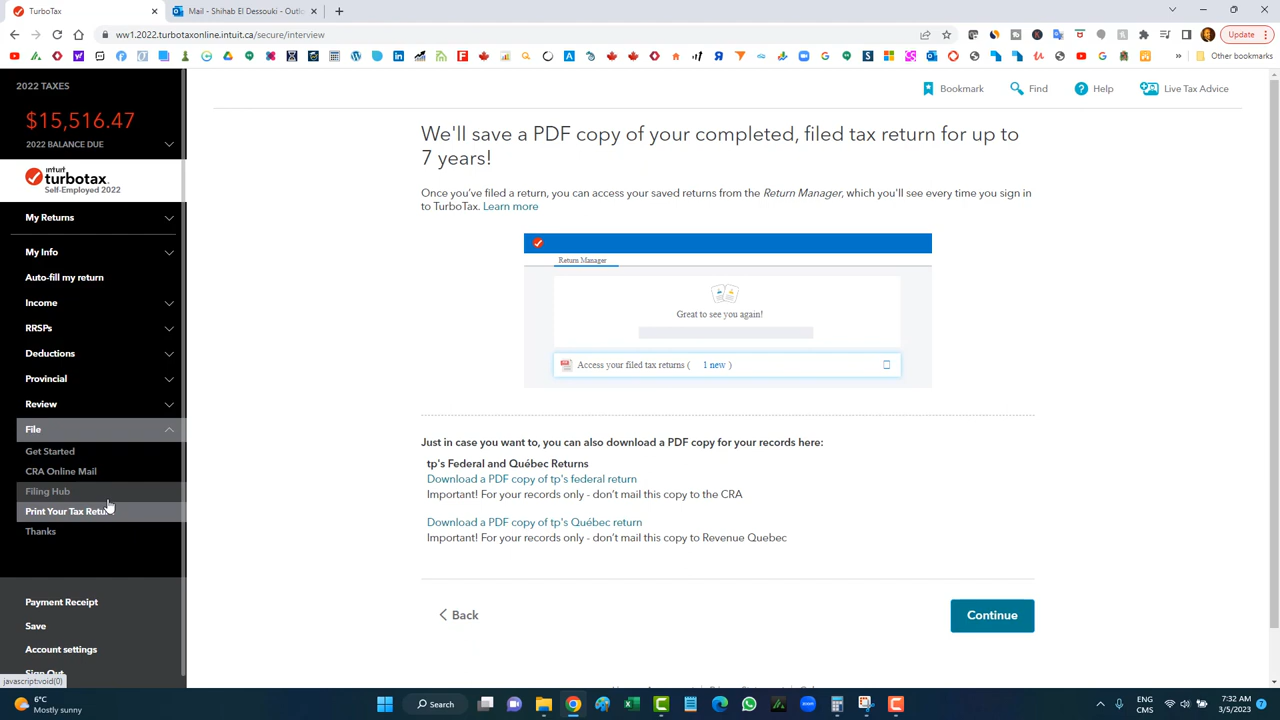 TurboTax
Mail - Shihab El Dessouki - Outlo
ww1.2022.turbotaxonline.intuit.ca/secure/interview
Update
Other bookmarks
2022 TAXES
$15,516.47
2022 BALANCE DUE
intuit
turbotax
Self-Employed 2022
My Returns
My Info
Auto-fill my return
Income
RRSPs
Deductions
Provincial
Review
File
Get Started
CRA Online Mail
Filing Hub
Print Your Tax Retu
Thanks
Payment Receipt
Save
Account settings
Sign Out
javascript:void(0)
Bookmark
Find
Help
Live Tax Advice
We'll save a PDF copy of your completed, filed tax return for up to
7 years!
Once you've filed a return, you can access your saved returns from the Return Manager, which you'll see every time you sign in
to TurboTax. Learn more
Return Manager
Great to see you again!
Access your filed tax returns ( 1 new )
Just in case you want to, you can also download a PDF copy for your records here:
tp's Federal and Québec Returns
Download a PDF copy of tp's federal return
Important! For your records only - don't mail this copy to the CRA
Download a PDF copy of tp's Québec return
Important! For your records only - don't mail this copy to Revenue Quebec
Back
Continue
6°C
Mostly sunny
Search
ENG
CMS
7:32 AM
3/5/2023